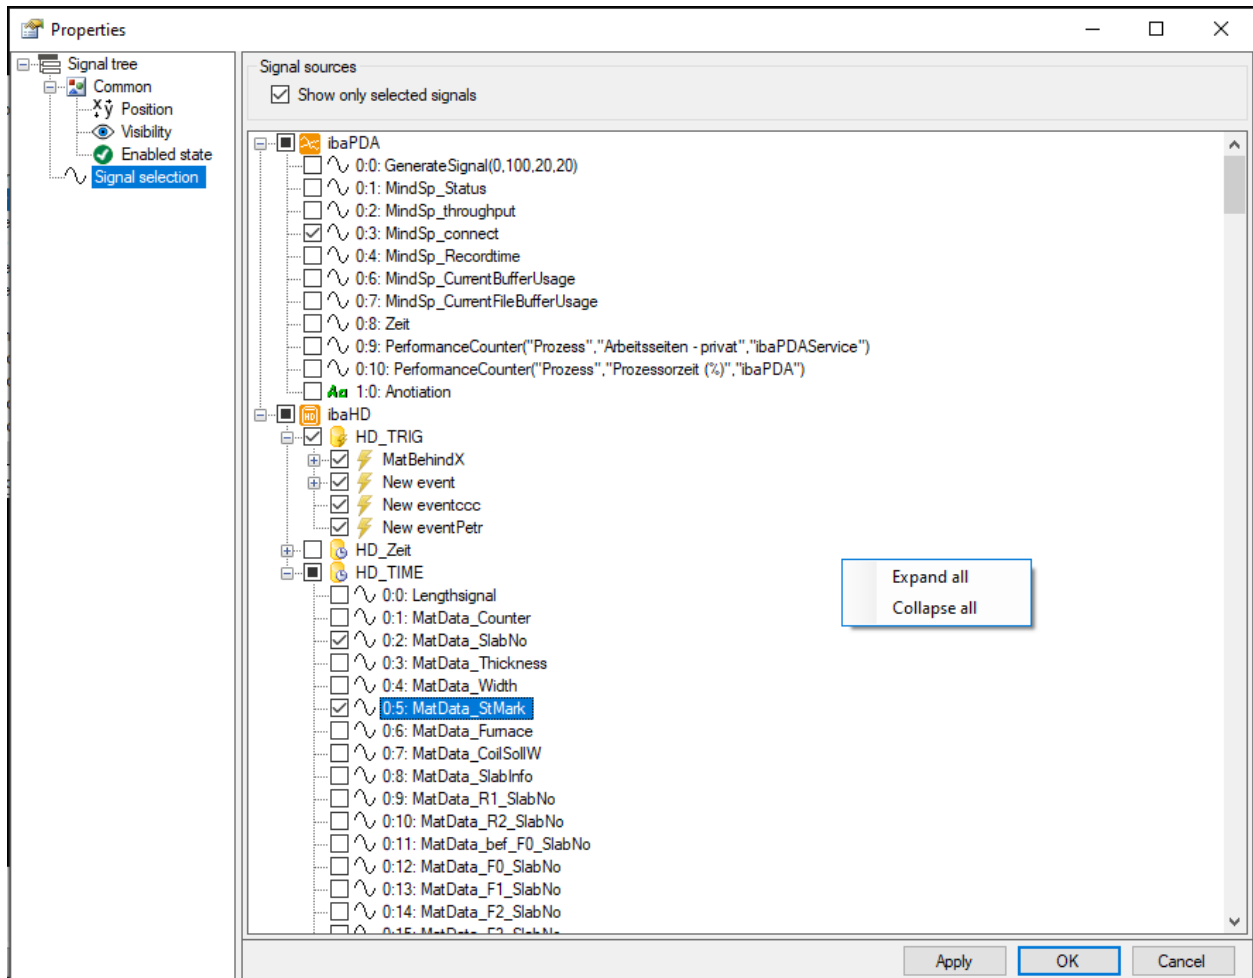 Properties
Signal tree
Common
Position
Visibility
Enabled state
Signal selection
Signal sources
Show only selected signals
ibaPDA
0:0: GenerateSignal(0,100,20,20)
0:1: MindSp_Status
0:2: MindSp_throughput
0:3: MindSp_connect
0:4: MindSp_Recordtime
0:6: MindSp_CurrentBufferUsage
0:7: MindSp_CurrentFileBufferUsage
0:8: Zeit
0:9: PerformanceCounter("Prozess","Arbeitsseiten - privat","ibaPDAService")
0:10: PerformanceCounter("Prozess","Prozessorzeit (%)","ibaPDA")
Aa 1:0: Anotiation
HD ibaHD
HD_TRIG
MatBehindX
New event
New eventccc
New eventPetr
HD_Zeit
HD_TIME
0:0: Lengthsignal
0:1: MatData_Counter
0:2: MatData_SlabNo
0:3: MatData_Thickness
0:4: MatData_Width
0:5: MatData_StMark
0:6: MatData_Furnace
0:7: MatData_CoilSollW
0:8: MatData_SlabInfo
0:9: MatData_R1_SlabNo
0:10: MatData_R2_SlabNo
0:11: MatData_bef_F0_SlabNo
0:12: MatData_F0_SlabNo
0:13: MatData_F1_SlabNo
0:14: MatData_F2_SlabNo
0:15: MatData_F3_SlabNo
Expand all
Collapse all
Apply
OK
Cancel